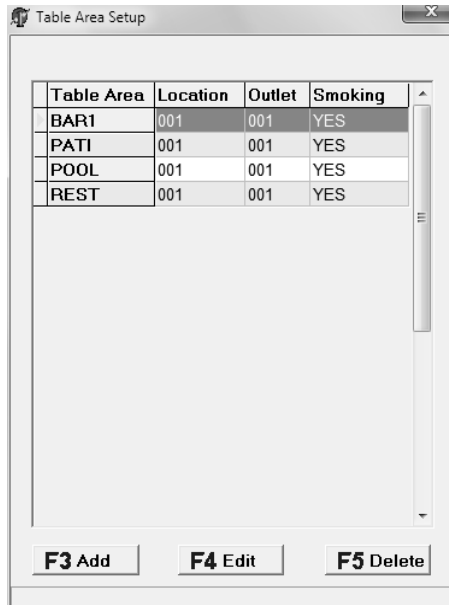 Table Area Setup
Table Area Location Outlet Smoking
BAR1 001 001 YES
PATI 001 001 YES
POOL 001 001 YES
REST 001 001 YES
F3 Add F4 Edit F5 Delete